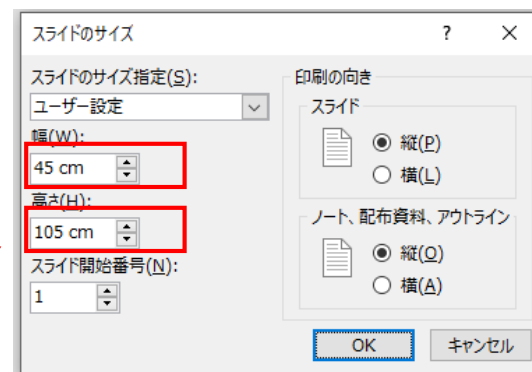 スライドのサイズ
スライドのサイズ指定(S):
ユーザー設定
幅(W):
45 cm
高さ(H):
105 cm
スライド開始番号(N):
1
印刷の向き
スライド
縦(P)
横(L)
ノート、配布資料、アウトライン
縦(O)
横(A)
OK
キャンセル